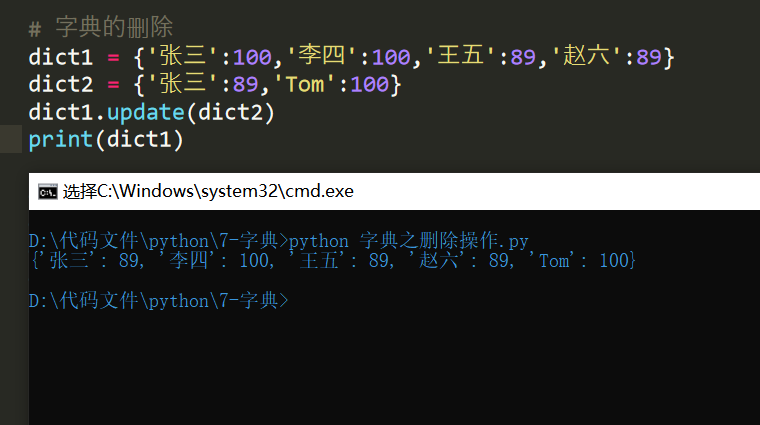 # 字典的删除
dict1 = {'张三':100,'李四':100,'王五':89,'赵六':89}
dict2 = {'张三':89,'Tom':100}
dict1.update(dict2)
print(dict1)
选择C:\Windows\system32\cmd.exe
D:\代码文件\python\7-字典>python 字典之删除操作.py
{'张三': 89, '李四': 100, '王五': 89, '赵六': 89, 'Tom': 100}
D:\代码文件\python\7-字典>